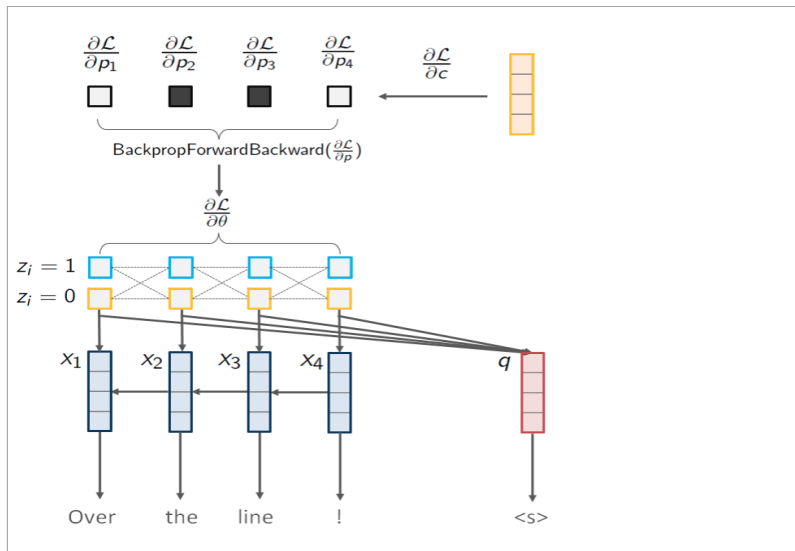 ∂ℒ/∂p₁ ∂ℒ/∂p₂ ∂ℒ/∂p₃ ∂ℒ/∂p₄ ∂ℒ/∂c
BackpropForwardBackward(∂ℒ/∂p)
∂ℒ/∂θ
zᵢ = 1
zᵢ = 0
x₁ x₂ x₃ x₄ q
Over the line ! <s>